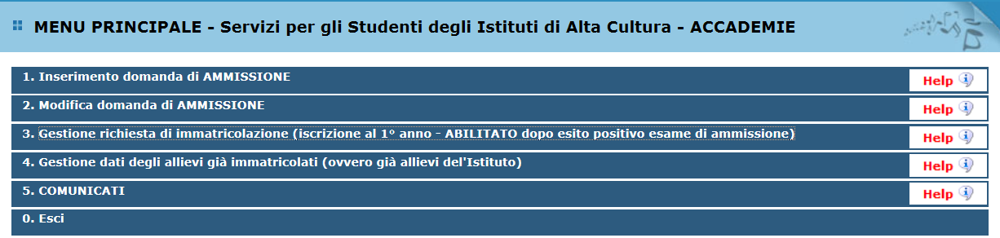 MENU PRINCIPALE - Servizi per gli Studenti degli Istituti di Alta Cultura - ACCADEMIE
1. Inserimento domanda di AMMISSIONE Help
2. Modifica domanda di AMMISSIONE Help
3. Gestione richiesta di immatricolazione (iscrizione al 1° anno - ABILITATO dopo esito positivo esame di ammissione) Help
4. Gestione dati degli allievi già immatricolati (ovvero già allievi del'Istituto) Help
5. COMUNICATI Help
0. Esci